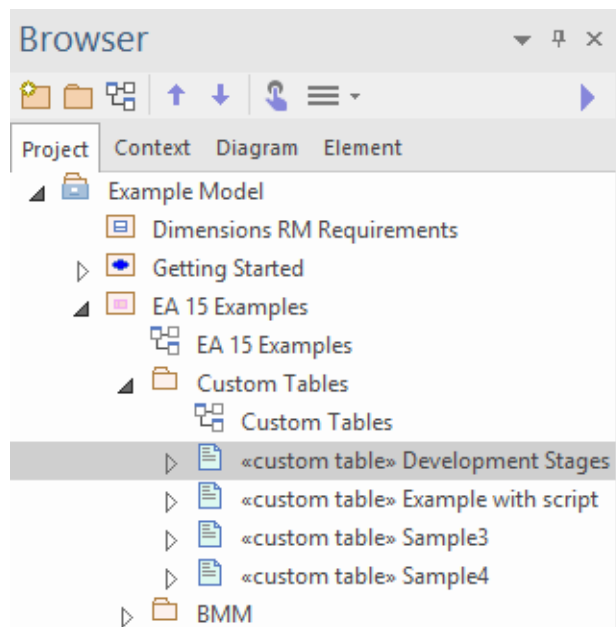 Browser
Project Context Diagram Element
Example Model
Dimensions RM Requirements
Getting Started
EA 15 Examples
EA 15 Examples
Custom Tables
Custom Tables
«custom table» Development Stages
«custom table» Example with script
«custom table» Sample3
«custom table» Sample4
BMM